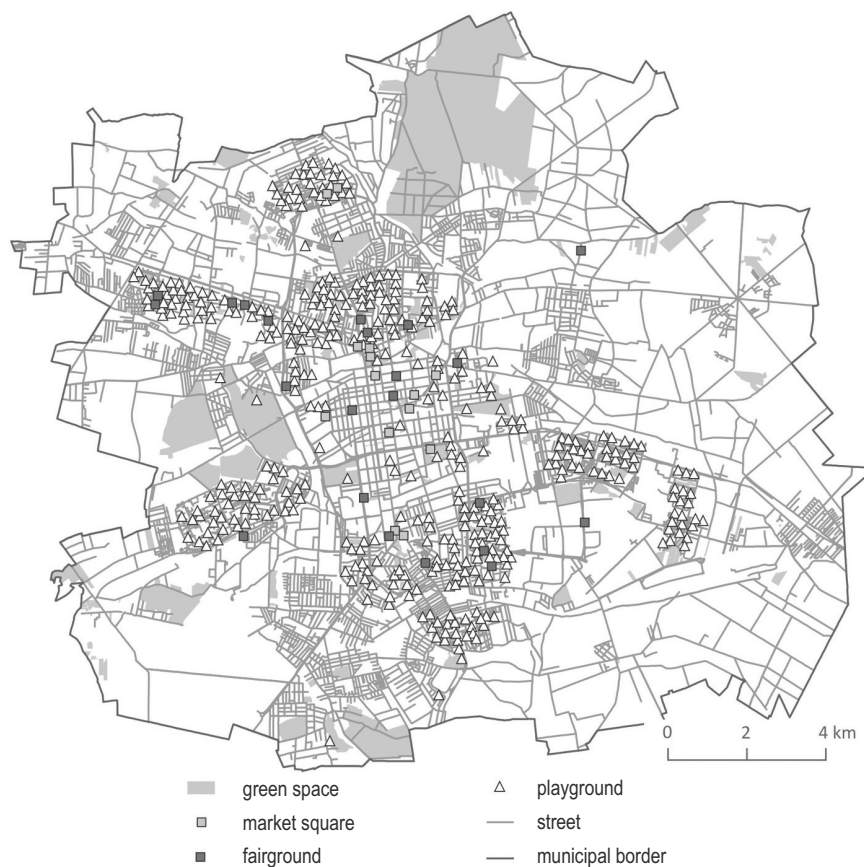 0 2 4 km
green space
playground
market square
street
fairground
municipal border